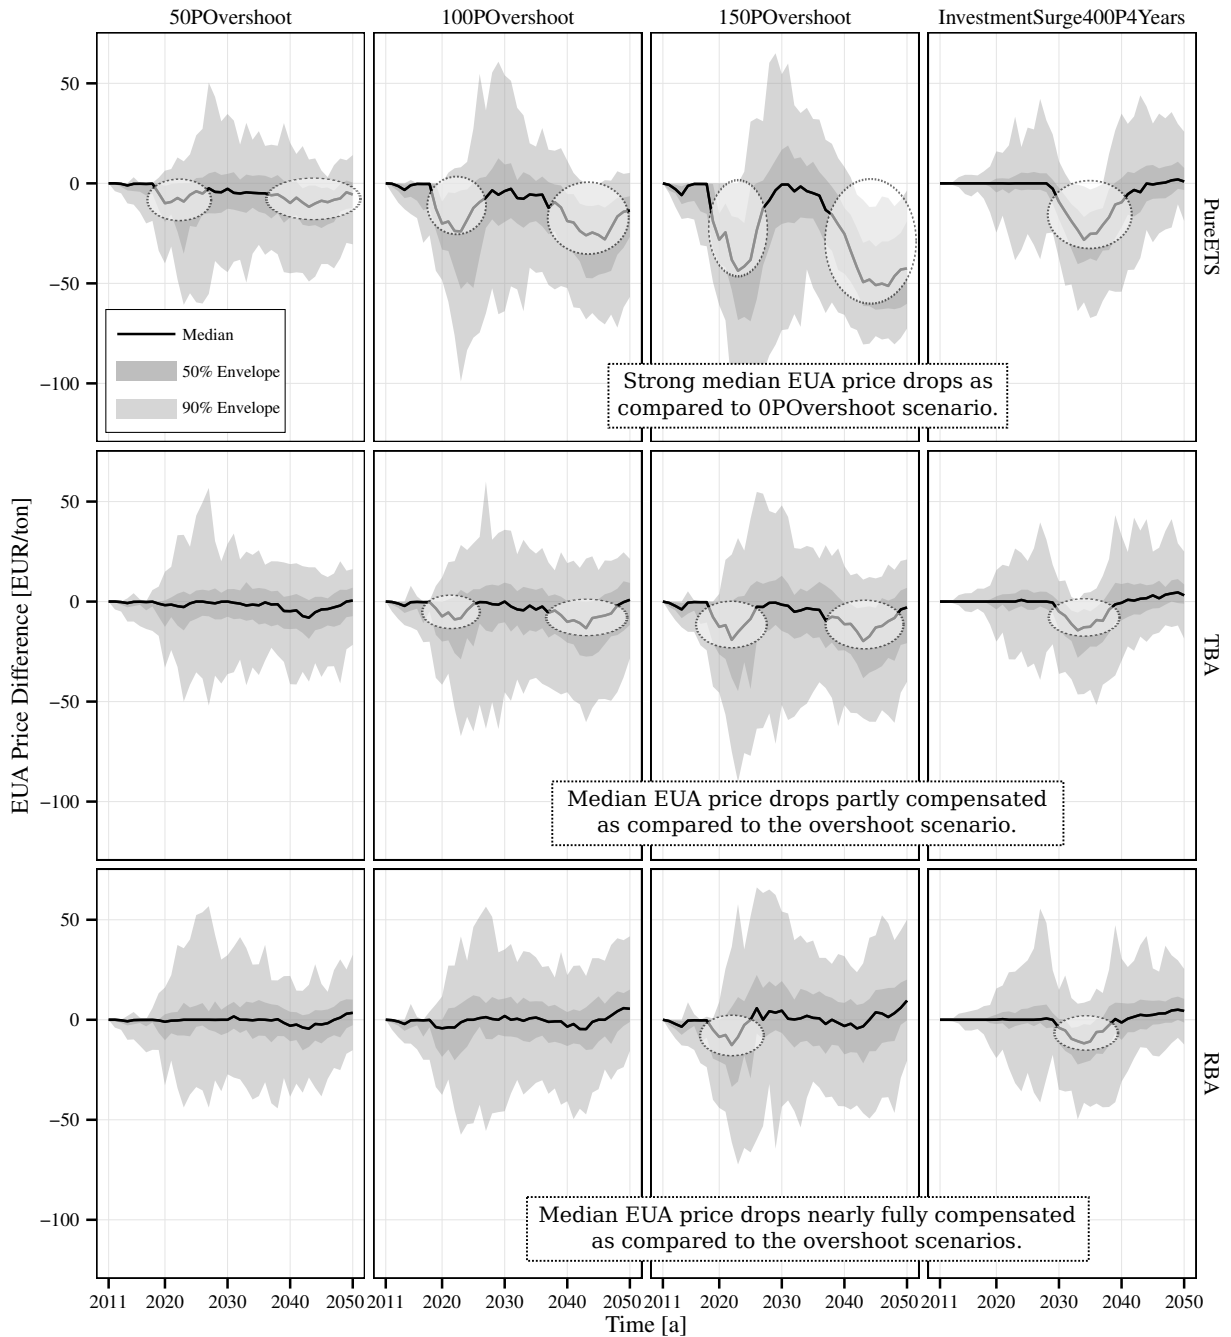 50POvershoot
100POvershoot
150POvershoot
InvestmentSurge400P4Years
EUA Price Difference [EUR/ton]
50
0
−50
−100
Median
50% Envelope
90% Envelope
Strong median EUA price drops as
compared to 0POvershoot scenario.
PureETS
50
0
−50
−100
Median EUA price drops partly compensated
as compared to the overshoot scenario.
TBA
50
0
−50
−100
Median EUA price drops nearly fully compensated
as compared to the overshoot scenarios.
RBA
2011 2020 2030 2040 2050 2011 2020 2030 2040 2050 2011 2020 2030 2040 2050 2011 2020 2030 2040 2050
Time [a]